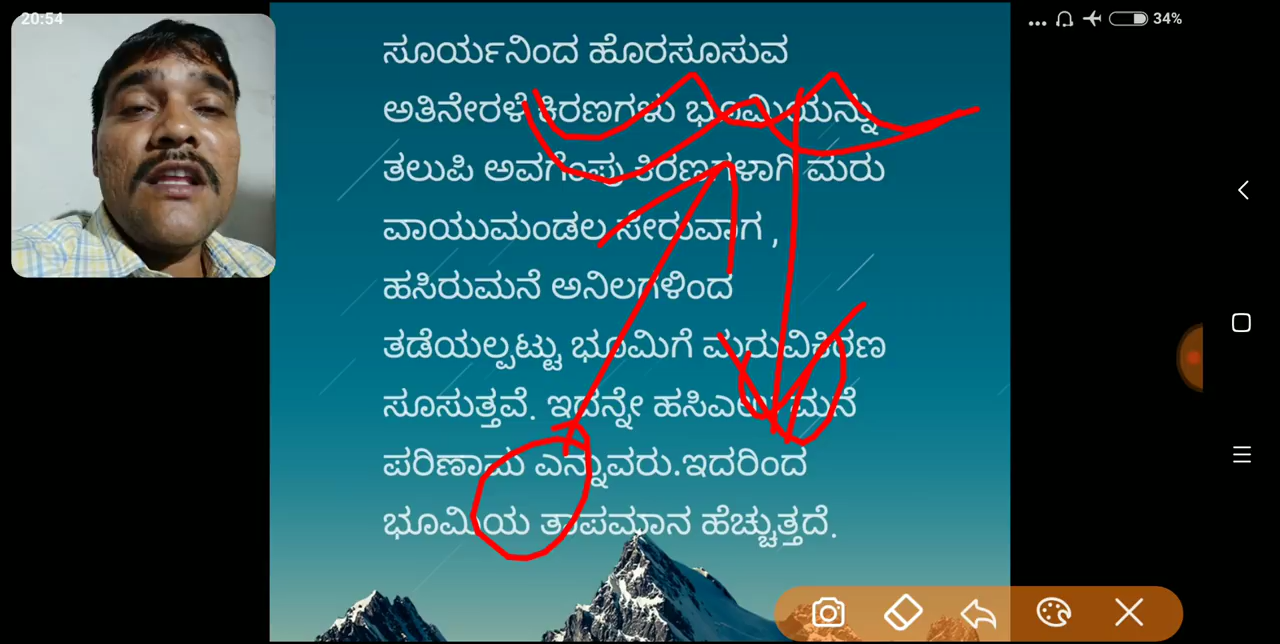 20:54
34%
ಸೂರ್ಯನಿಂದ ಹೊರಸೂಸುವ
ಅತಿನೇರಳೆ ಕಿರಣಗಳು ಭೂಮಿಯನ್ನು
ತಲುಪಿ ಅವಗೆಂಪು ಕಿರಣಗಳಾಗಿ ಮರು
ವಾಯುಮಂಡಲ ಸೇರುವಾಗ ,
ಹಸಿರುಮನೆ ಅನಿಲಗಳಿಂದ
ತಡೆಯಲ್ಪಟ್ಟು ಭೂಮಿಗೆ ಮರುವಿಕಿರಣ
ಸೂಸುತ್ತವೆ. ಇದನ್ನೇ ಮನೆ
ಪರಿಣಾಮ ಎನ್ನುವರು.ಇದರಿಂದ
ಭೂಮಿಯ ತಾಪಮಾನ ಹೆಚ್ಚುತ್ತದೆ.